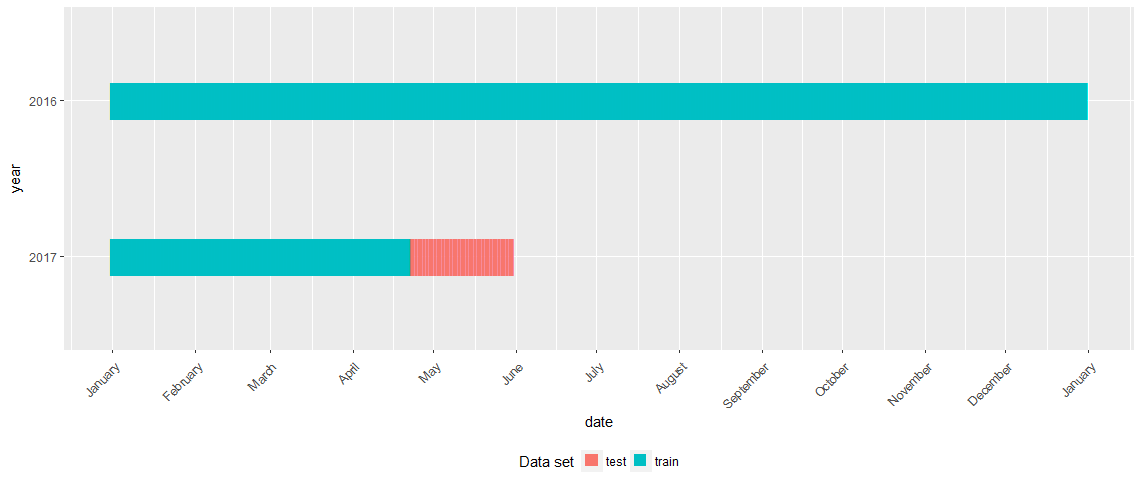 year
2016
2017
January February March April May June July August September October November December January
date
Data set test train